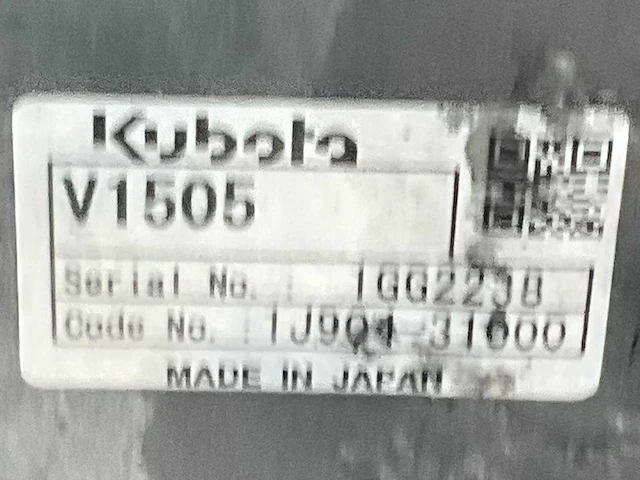 Kubota
V1505
Serial No. :
Code No. :
MADE IN JAPAN